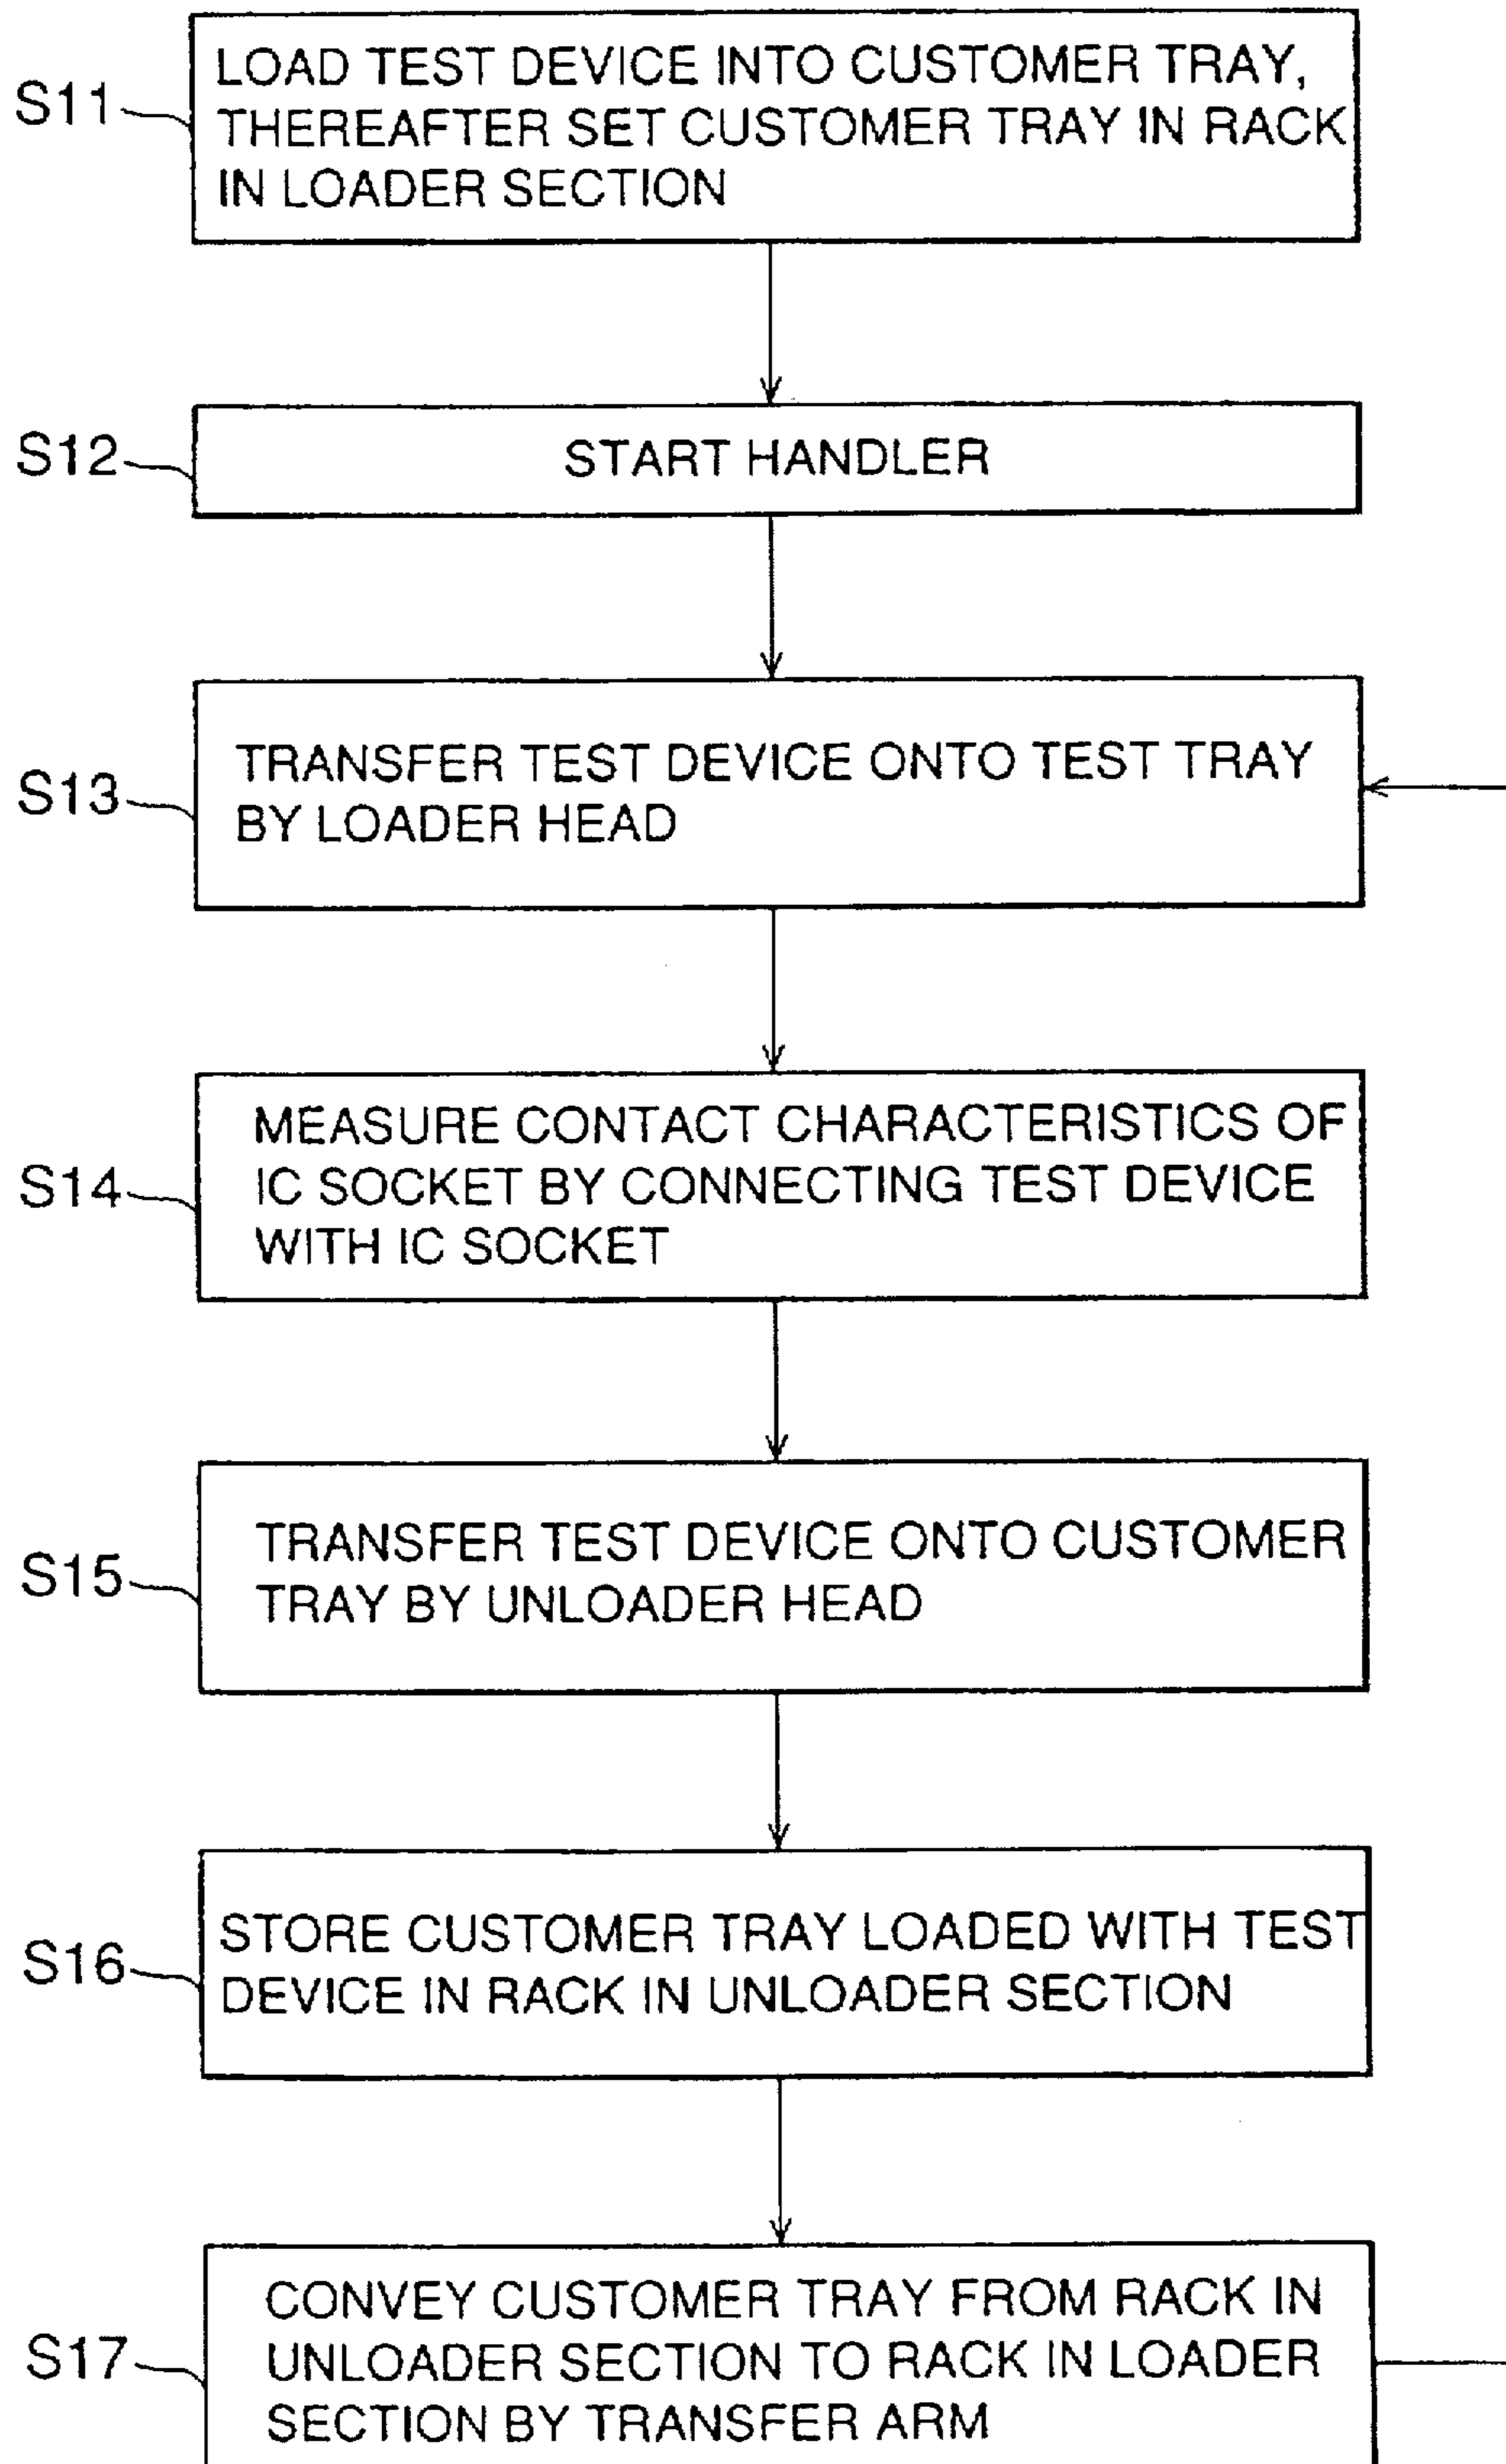 S11
LOAD TEST DEVICE INTO CUSTOMER TRAY,
THEREAFTER SET CUSTOMER TRAY IN RACK
IN LOADER SECTION
S12
START HANDLER
S13
TRANSFER TEST DEVICE ONTO TEST TRAY
BY LOADER HEAD
S14
MEASURE CONTACT CHARACTERISTICS OF
IC SOCKET BY CONNECTING TEST DEVICE
WITH IC SOCKET
S15
TRANSFER TEST DEVICE ONTO CUSTOMER
TRAY BY UNLOADER HEAD
S16
STORE CUSTOMER TRAY LOADED WITH TEST
DEVICE IN RACK IN UNLOADER SECTION
S17
CONVEY CUSTOMER TRAY FROM RACK IN
UNLOADER SECTION TO RACK IN LOADER
SECTION BY TRANSFER ARM